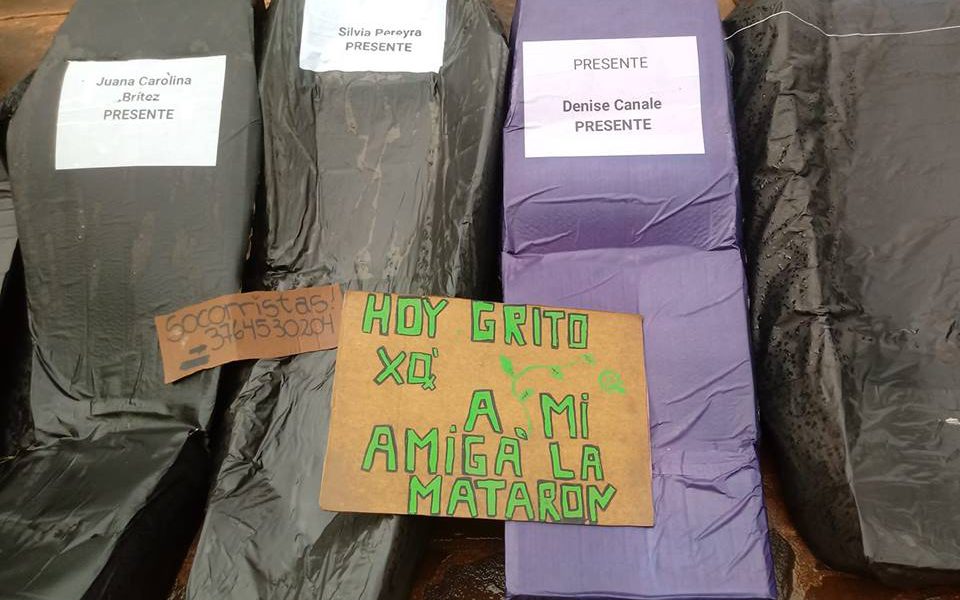 Juana Carolina
Britez
PRESENTE
Silvia Pereyra
PRESENTE
PRESENTE
Denise Canale
PRESENTE
Socorristas!
= 3764530204
HOY GRITO
XQ'
A MI
AMIGA LA
MATARON